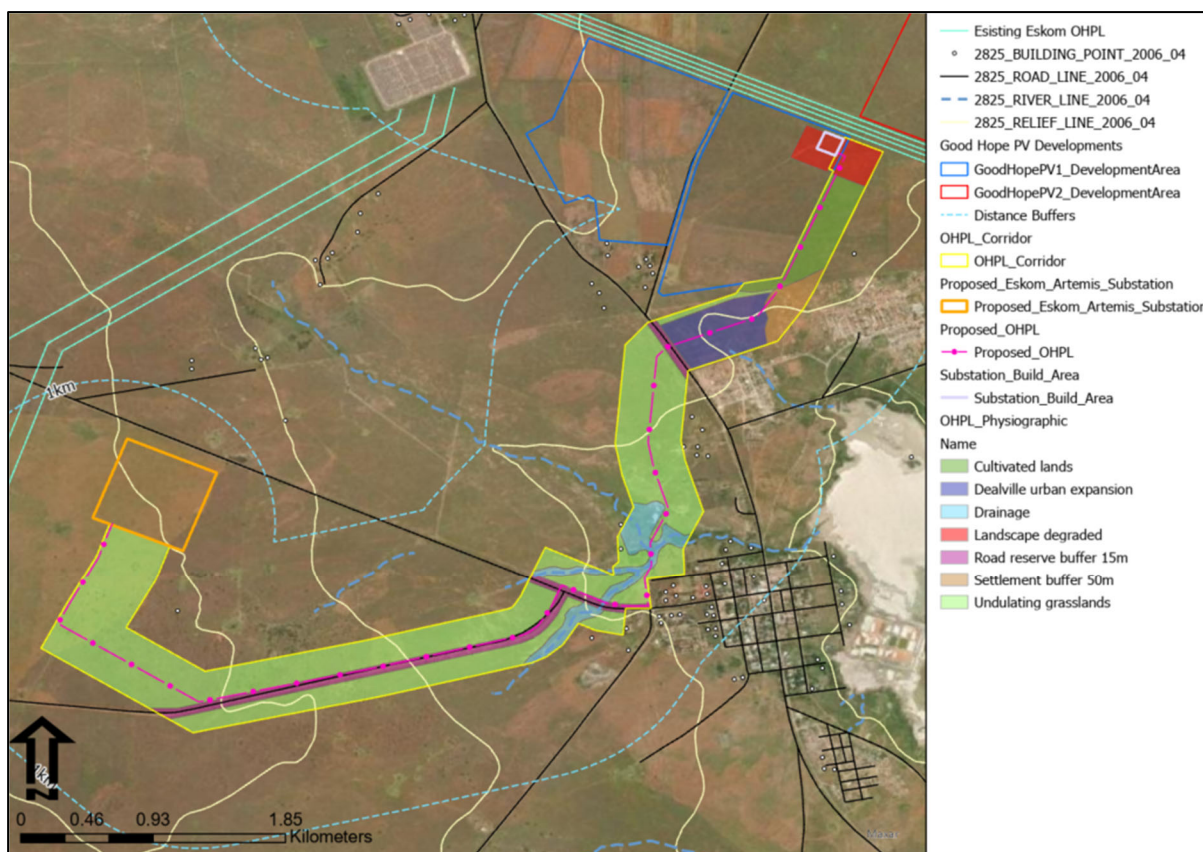 Esisting Eskom OHPL
2825_BUILDING_POINT_2006_04
2825_ROAD_LINE_2006_04
2825_RIVER_LINE_2006_04
2825_RELIEF_LINE_2006_04
Good Hope PV Developments
GoodHopePV1_DevelopmentArea
GoodHopePV2_DevelopmentArea
Distance Buffers
OHPL_Corridor
OHPL_Corridor
Proposed_Eskom_Artemis_Substation
Proposed_Eskom_Artemis_Substation
Proposed_OHPL
Proposed_OHPL
Substation_Build_Area
Substation_Build_Area
OHPL_Physiographic
Name
Cultivated lands
Dealville urban expansion
Drainage
Landscape degraded
Road reserve buffer 15m
Settlement buffer 50m
Undulating grasslands
1km
1km
N
0 0.46 0.93 1.85
Kilometers